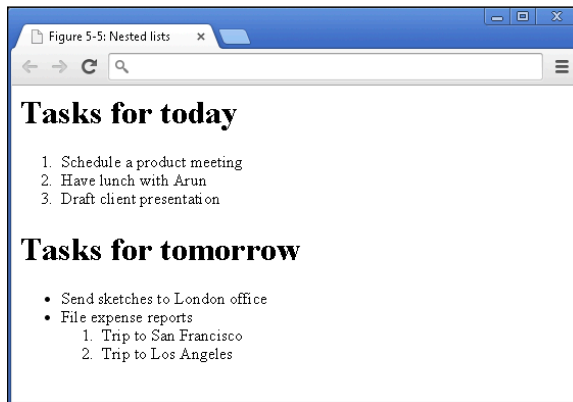 Figure 5-5: Nested lists
Tasks for today
1. Schedule a product meeting
2. Have lunch with Arun
3. Draft client presentation
Tasks for tomorrow
• Send sketches to London office
• File expense reports
1. Trip to San Francisco
2. Trip to Los Angeles